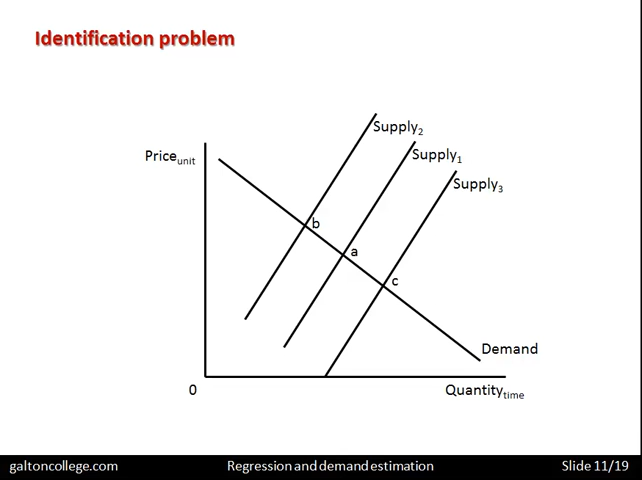 Identification problem
Supply₂
Supply₁
Priceunit
Supply₃
b
a
c
Demand
0
Quantitytime
galtoncollege.com
Regression and demand estimation
Slide 11/19